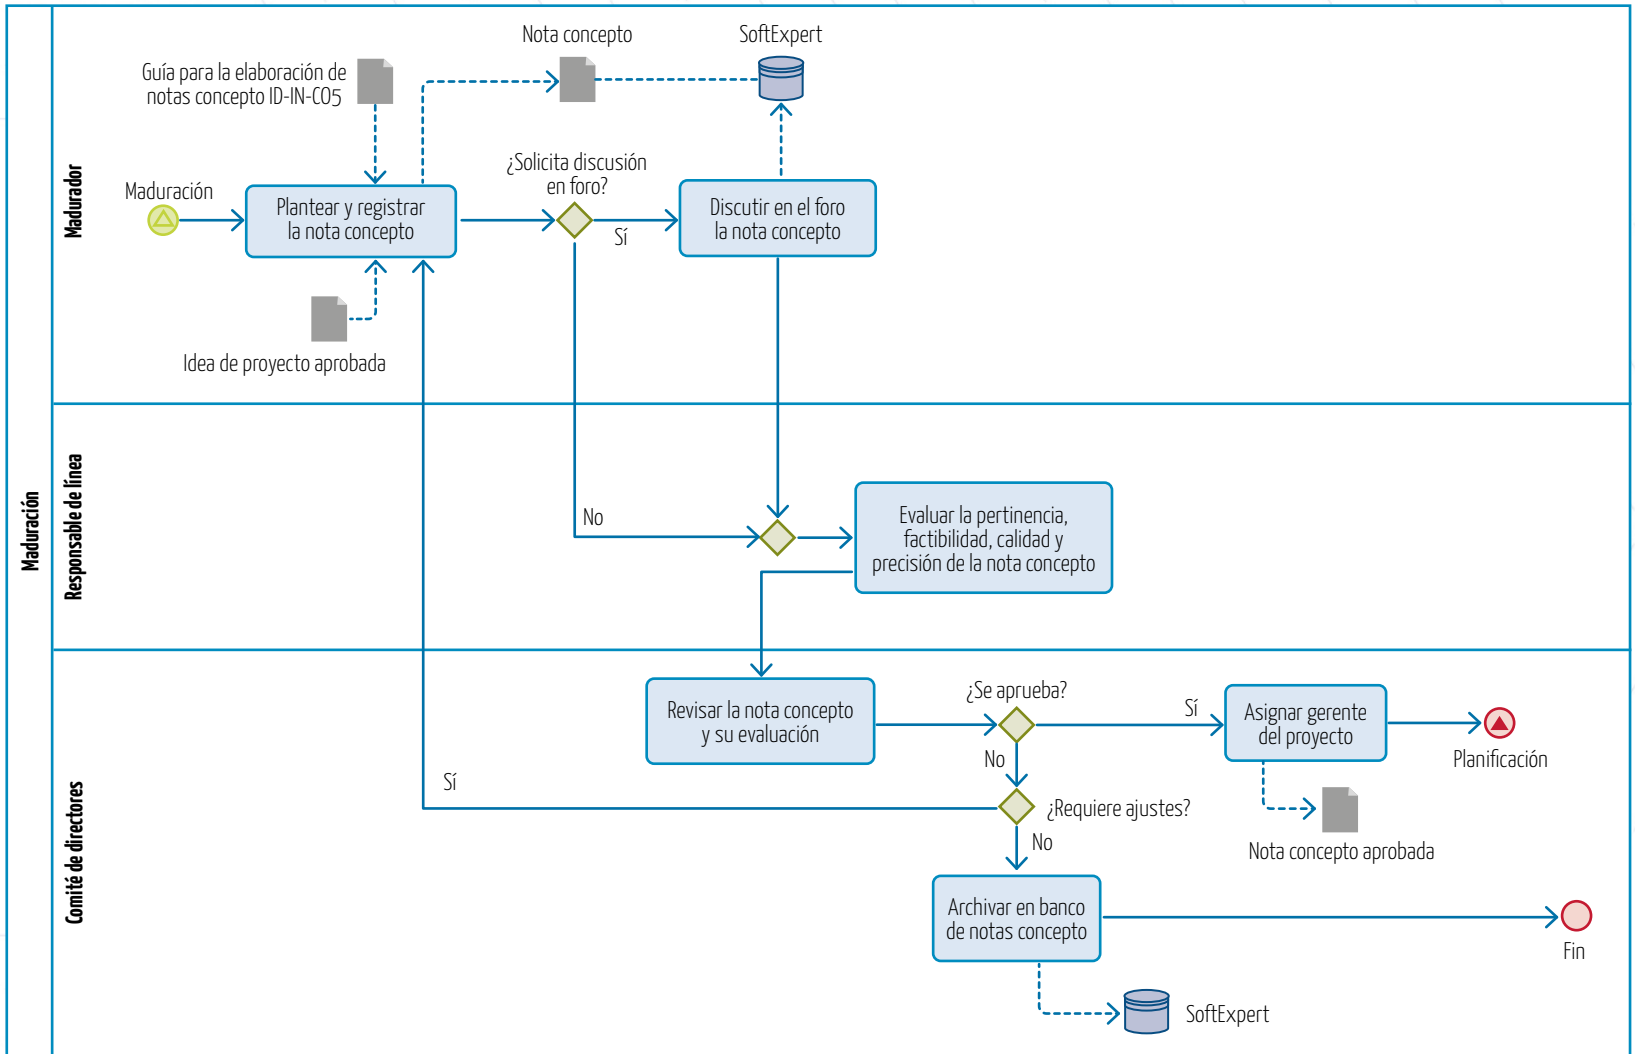 Maduración
Madurador
Nota concepto
SoftExpert
Guía para la elaboración de
notas concepto ID-IN-C05
Maduración
Plantear y registrar
la nota concepto
¿Solicita discusión
en foro?
Sí
Discutir en el foro
la nota concepto
Idea de proyecto aprobada
Responsable de línea
No
Evaluar la pertinencia,
factibilidad, calidad y
precisión de la nota concepto
Comité de directores
Revisar la nota concepto
y su evaluación
¿Se aprueba?
Sí
Asignar gerente
del proyecto
Planificación
No
Sí
¿Requiere ajustes?
Nota concepto aprobada
No
Archivar en banco
de notas concepto
Fin
SoftExpert